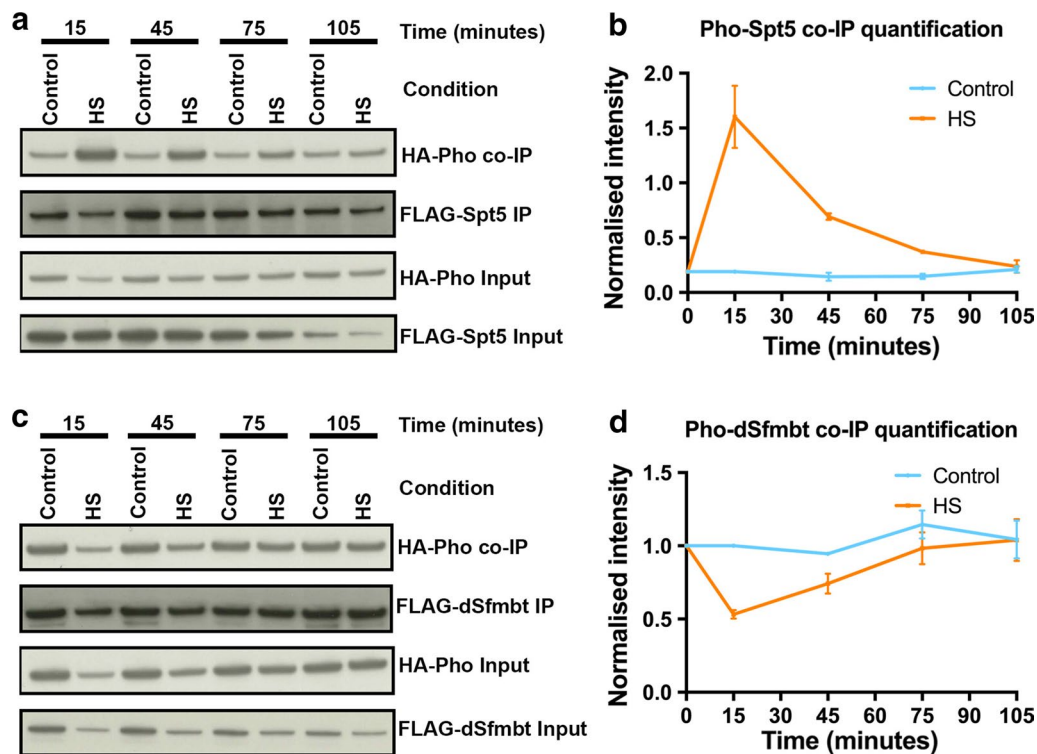 a
15 45 75 105 Time (minutes)
Control HS Control HS Control HS Control HS Condition
HA-Pho co-IP
FLAG-Spt5 IP
HA-Pho Input
FLAG-Spt5 Input
b
Pho-Spt5 co-IP quantification
Control
HS
Normalised intensity
2.0
1.5
1.0
0.5
0.0
0 15 30 45 60 75 90 105
Time (minutes)
c
15 45 75 105 Time (minutes)
Control HS Control HS Control HS Control HS Condition
HA-Pho co-IP
FLAG-dSfmbt IP
HA-Pho Input
FLAG-dSfmbt Input
d
Pho-dSfmbt co-IP quantification
Control
HS
Normalised intensity
1.5
1.0
0.5
0.0
0 15 30 45 60 75 90 105
Time (minutes)